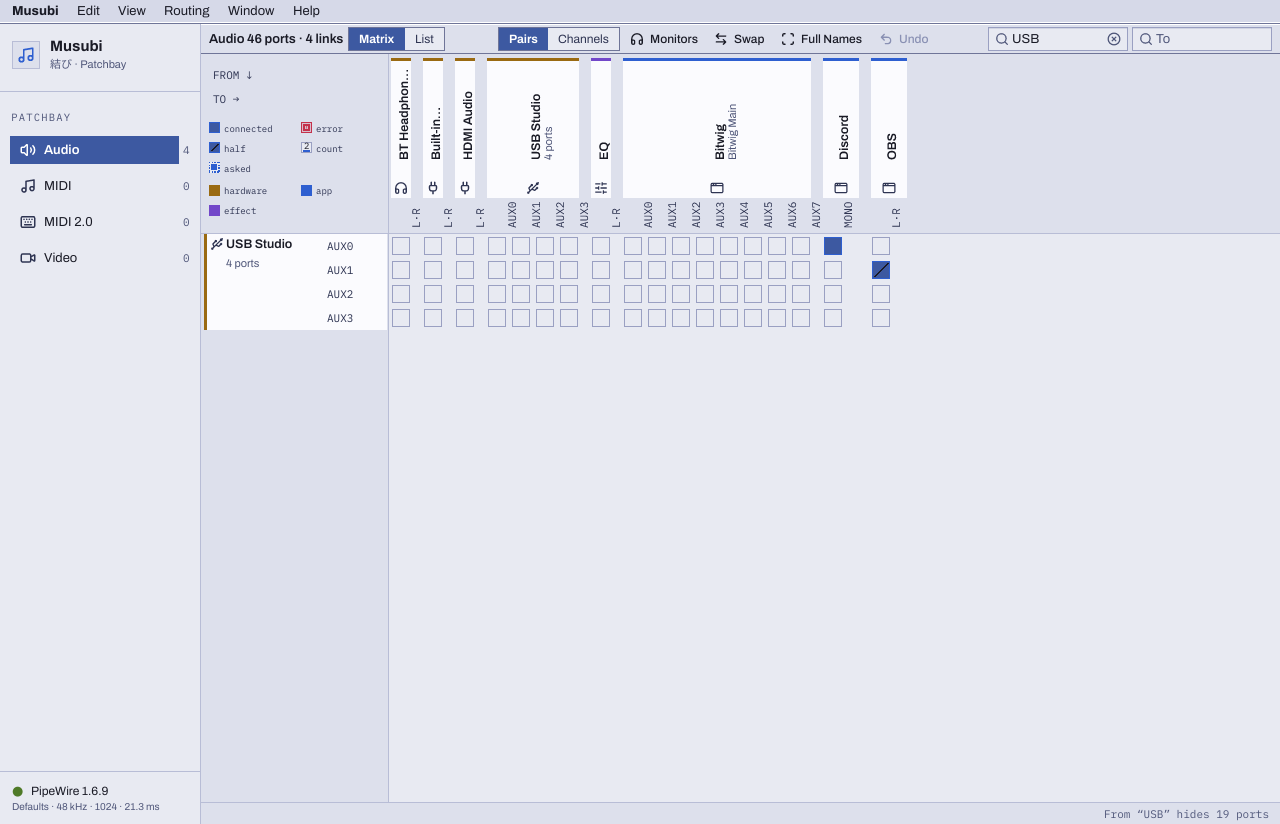 Musubi Edit View Routing Window Help
Musubi
結び · Patchbay
PATCHBAY
Audio 4
MIDI 0
MIDI 2.0 0
Video 0
PipeWire 1.6.9
Defaults · 48 kHz · 1024 · 21.3 ms
Audio 46 ports · 4 links Matrix List Pairs Channels Monitors Swap Full Names Undo USB To
FROM ↓
TO →
connected error
half 2 count
asked
hardware app
effect
BT Headphon…
Built-in…
HDMI Audio
USB Studio
4 ports
EQ
Bitwig
Bitwig Main
Discord
OBS
L·R L·R L·R AUX0 AUX1 AUX2 AUX3 L·R AUX0 AUX1 AUX2 AUX3 AUX4 AUX5 AUX6 AUX7 MONO L·R
USB Studio AUX0
4 ports AUX1
AUX2
AUX3
From “USB” hides 19 ports